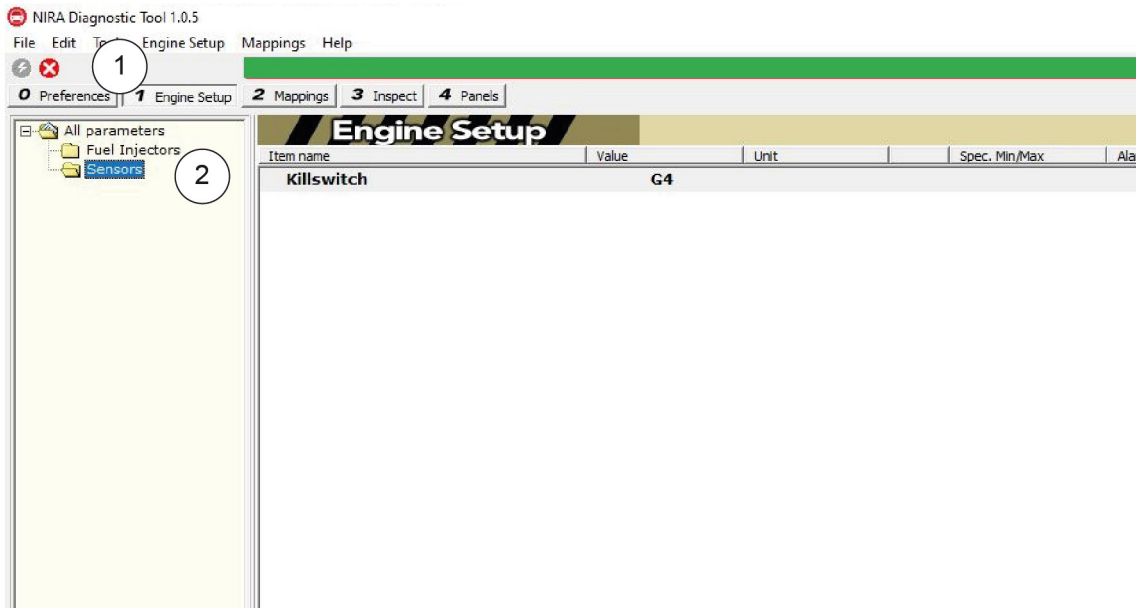 NIRA Diagnostic Tool 1.0.5
File Edit Engine Setup Mappings Help
1
0 Preferences 1 Engine Setup 2 Mappings 3 Inspect 4 Panels
All parameters
Fuel Injectors
Sensors
2
Engine Setup
Item name Value Unit Spec. Min/Max
Killswitch G4